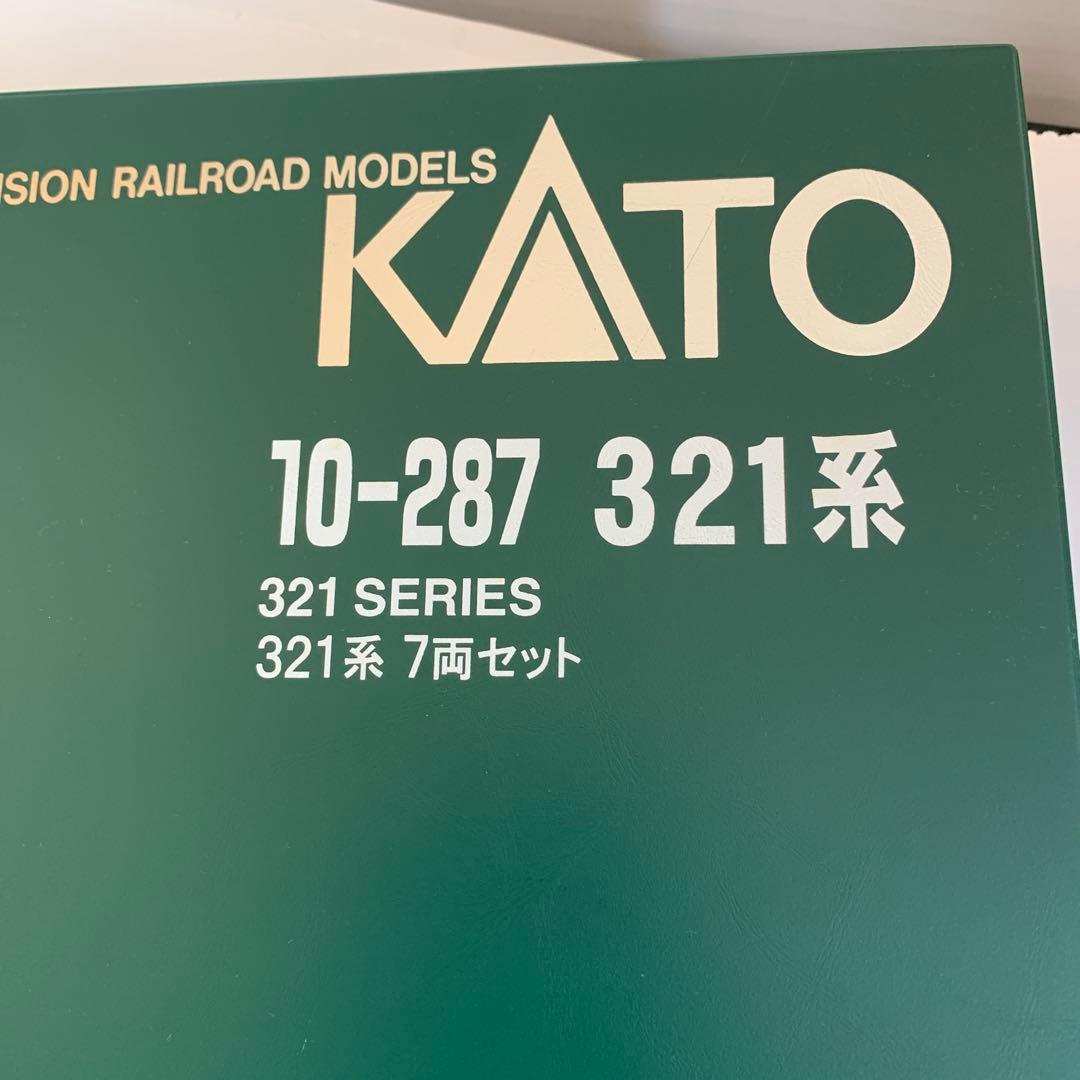 ISION RAILROAD MODELS
KATO
10-287 321系
321 SERIES
321系 7両セット